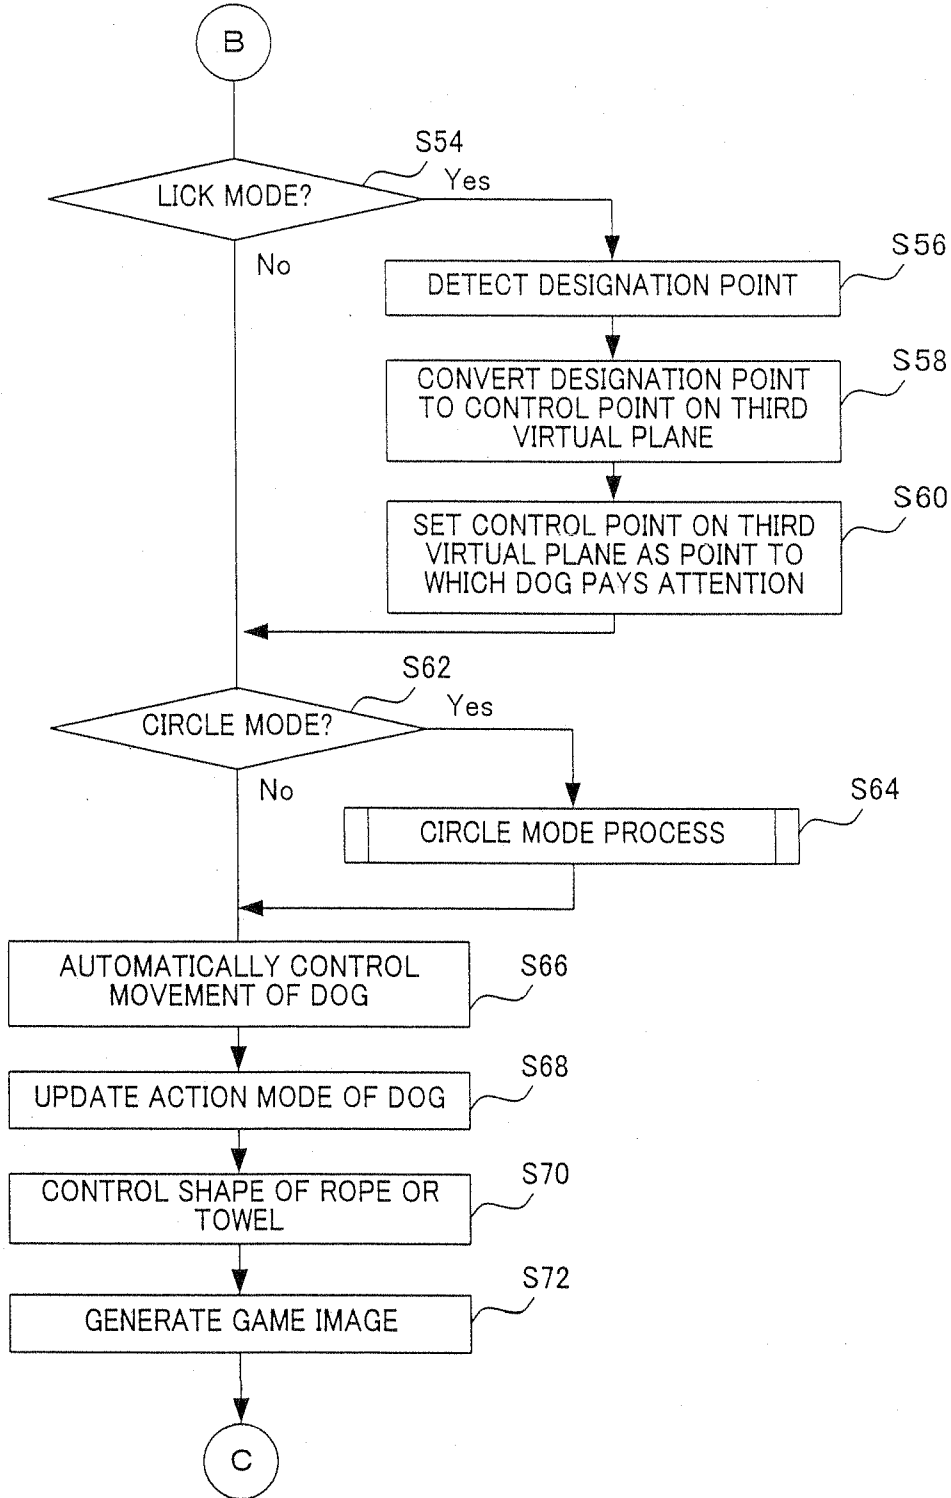 B
S54
LICK MODE?
Yes
No
S56
DETECT DESIGNATION POINT
S58
CONVERT DESIGNATION POINT
TO CONTROL POINT ON THIRD
VIRTUAL PLANE
S60
SET CONTROL POINT ON THIRD
VIRTUAL PLANE AS POINT TO
WHICH DOG PAYS ATTENTION
S62
CIRCLE MODE?
Yes
No
S64
CIRCLE MODE PROCESS
AUTOMATICALLY CONTROL
MOVEMENT OF DOG
S66
S68
UPDATE ACTION MODE OF DOG
S70
CONTROL SHAPE OF ROPE OR
TOWEL
S72
GENERATE GAME IMAGE
C